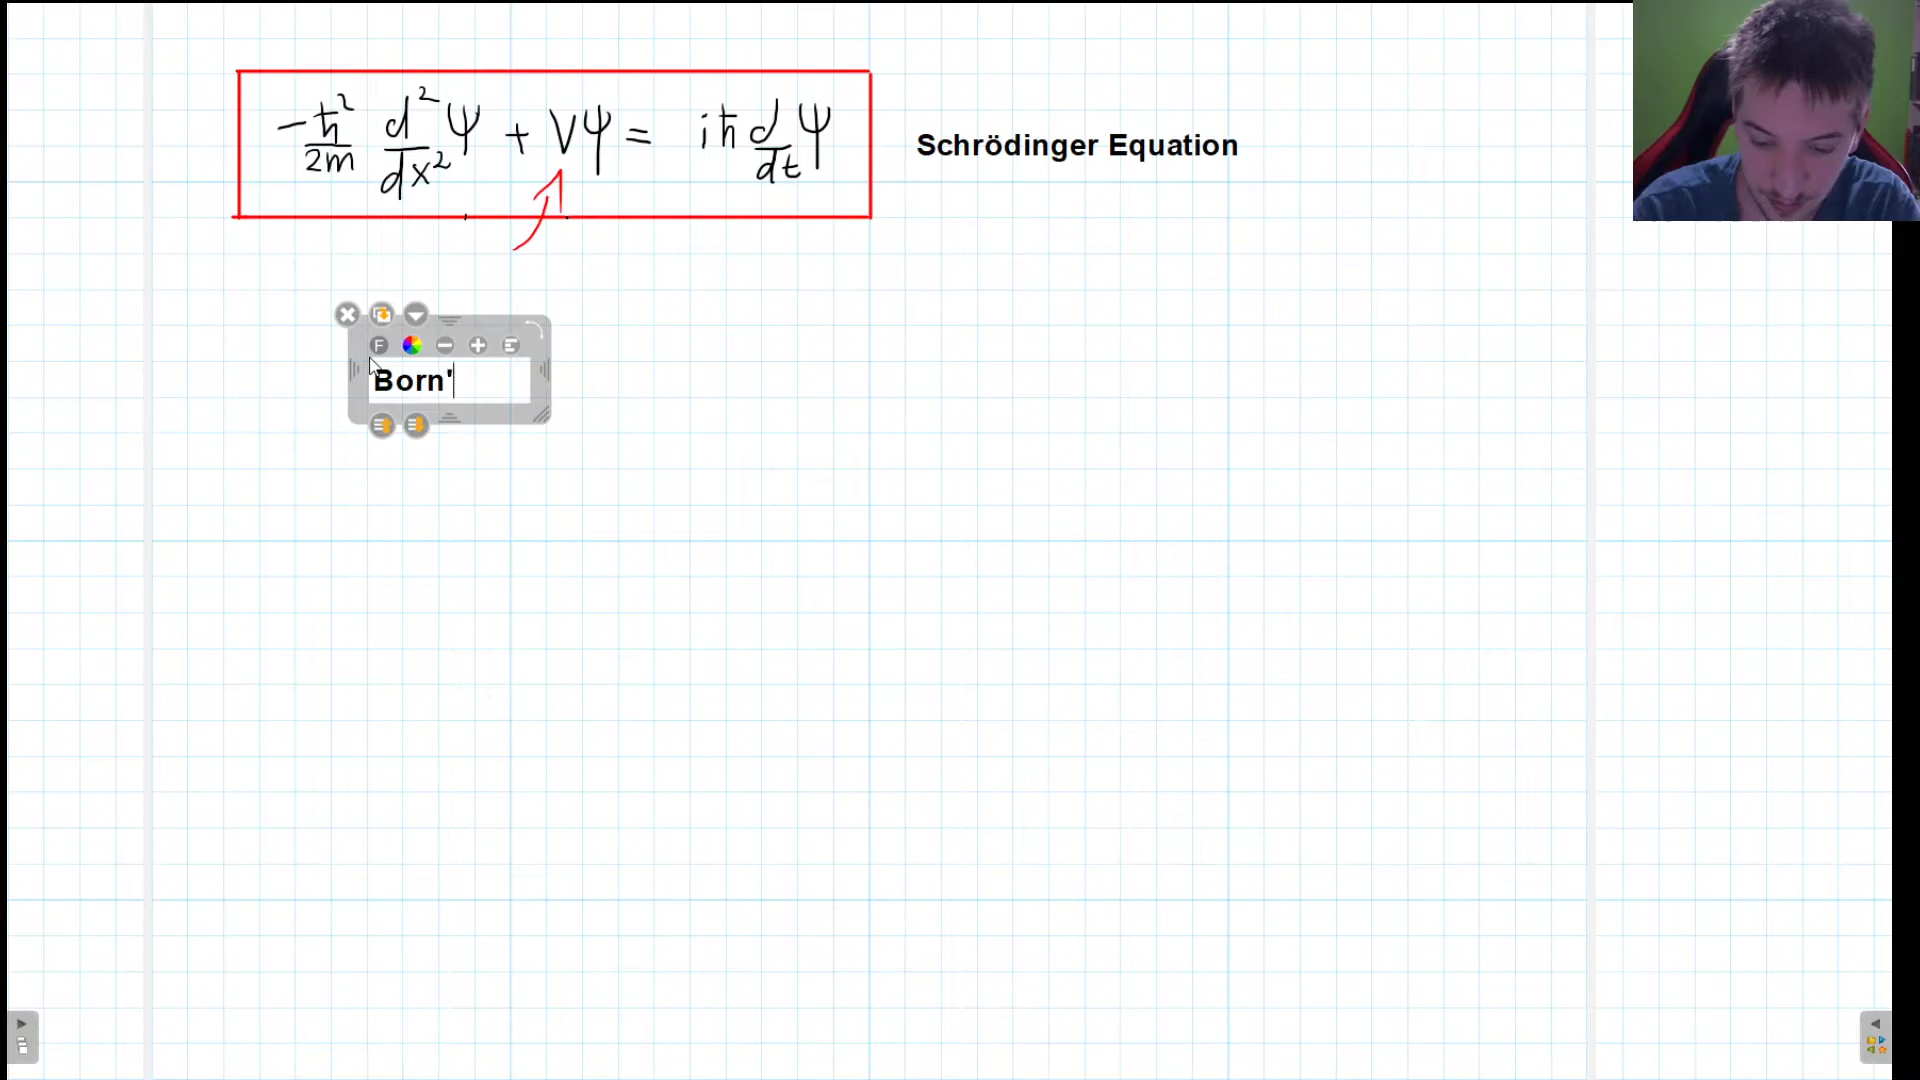 -ħ²/2m d²/dx² Ψ + VΨ = iħ d/dt Ψ
Schrödinger Equation
F
Born'